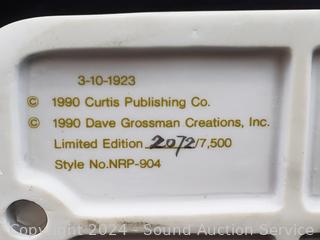 3-10-1923
© 1990 Curtis Publishing Co.
© 1990 Dave Grossman Creations, Inc.
Limited Edition 2072/7,500
Style No.NRP-904
Copyright 2024 - Sound Auction Service